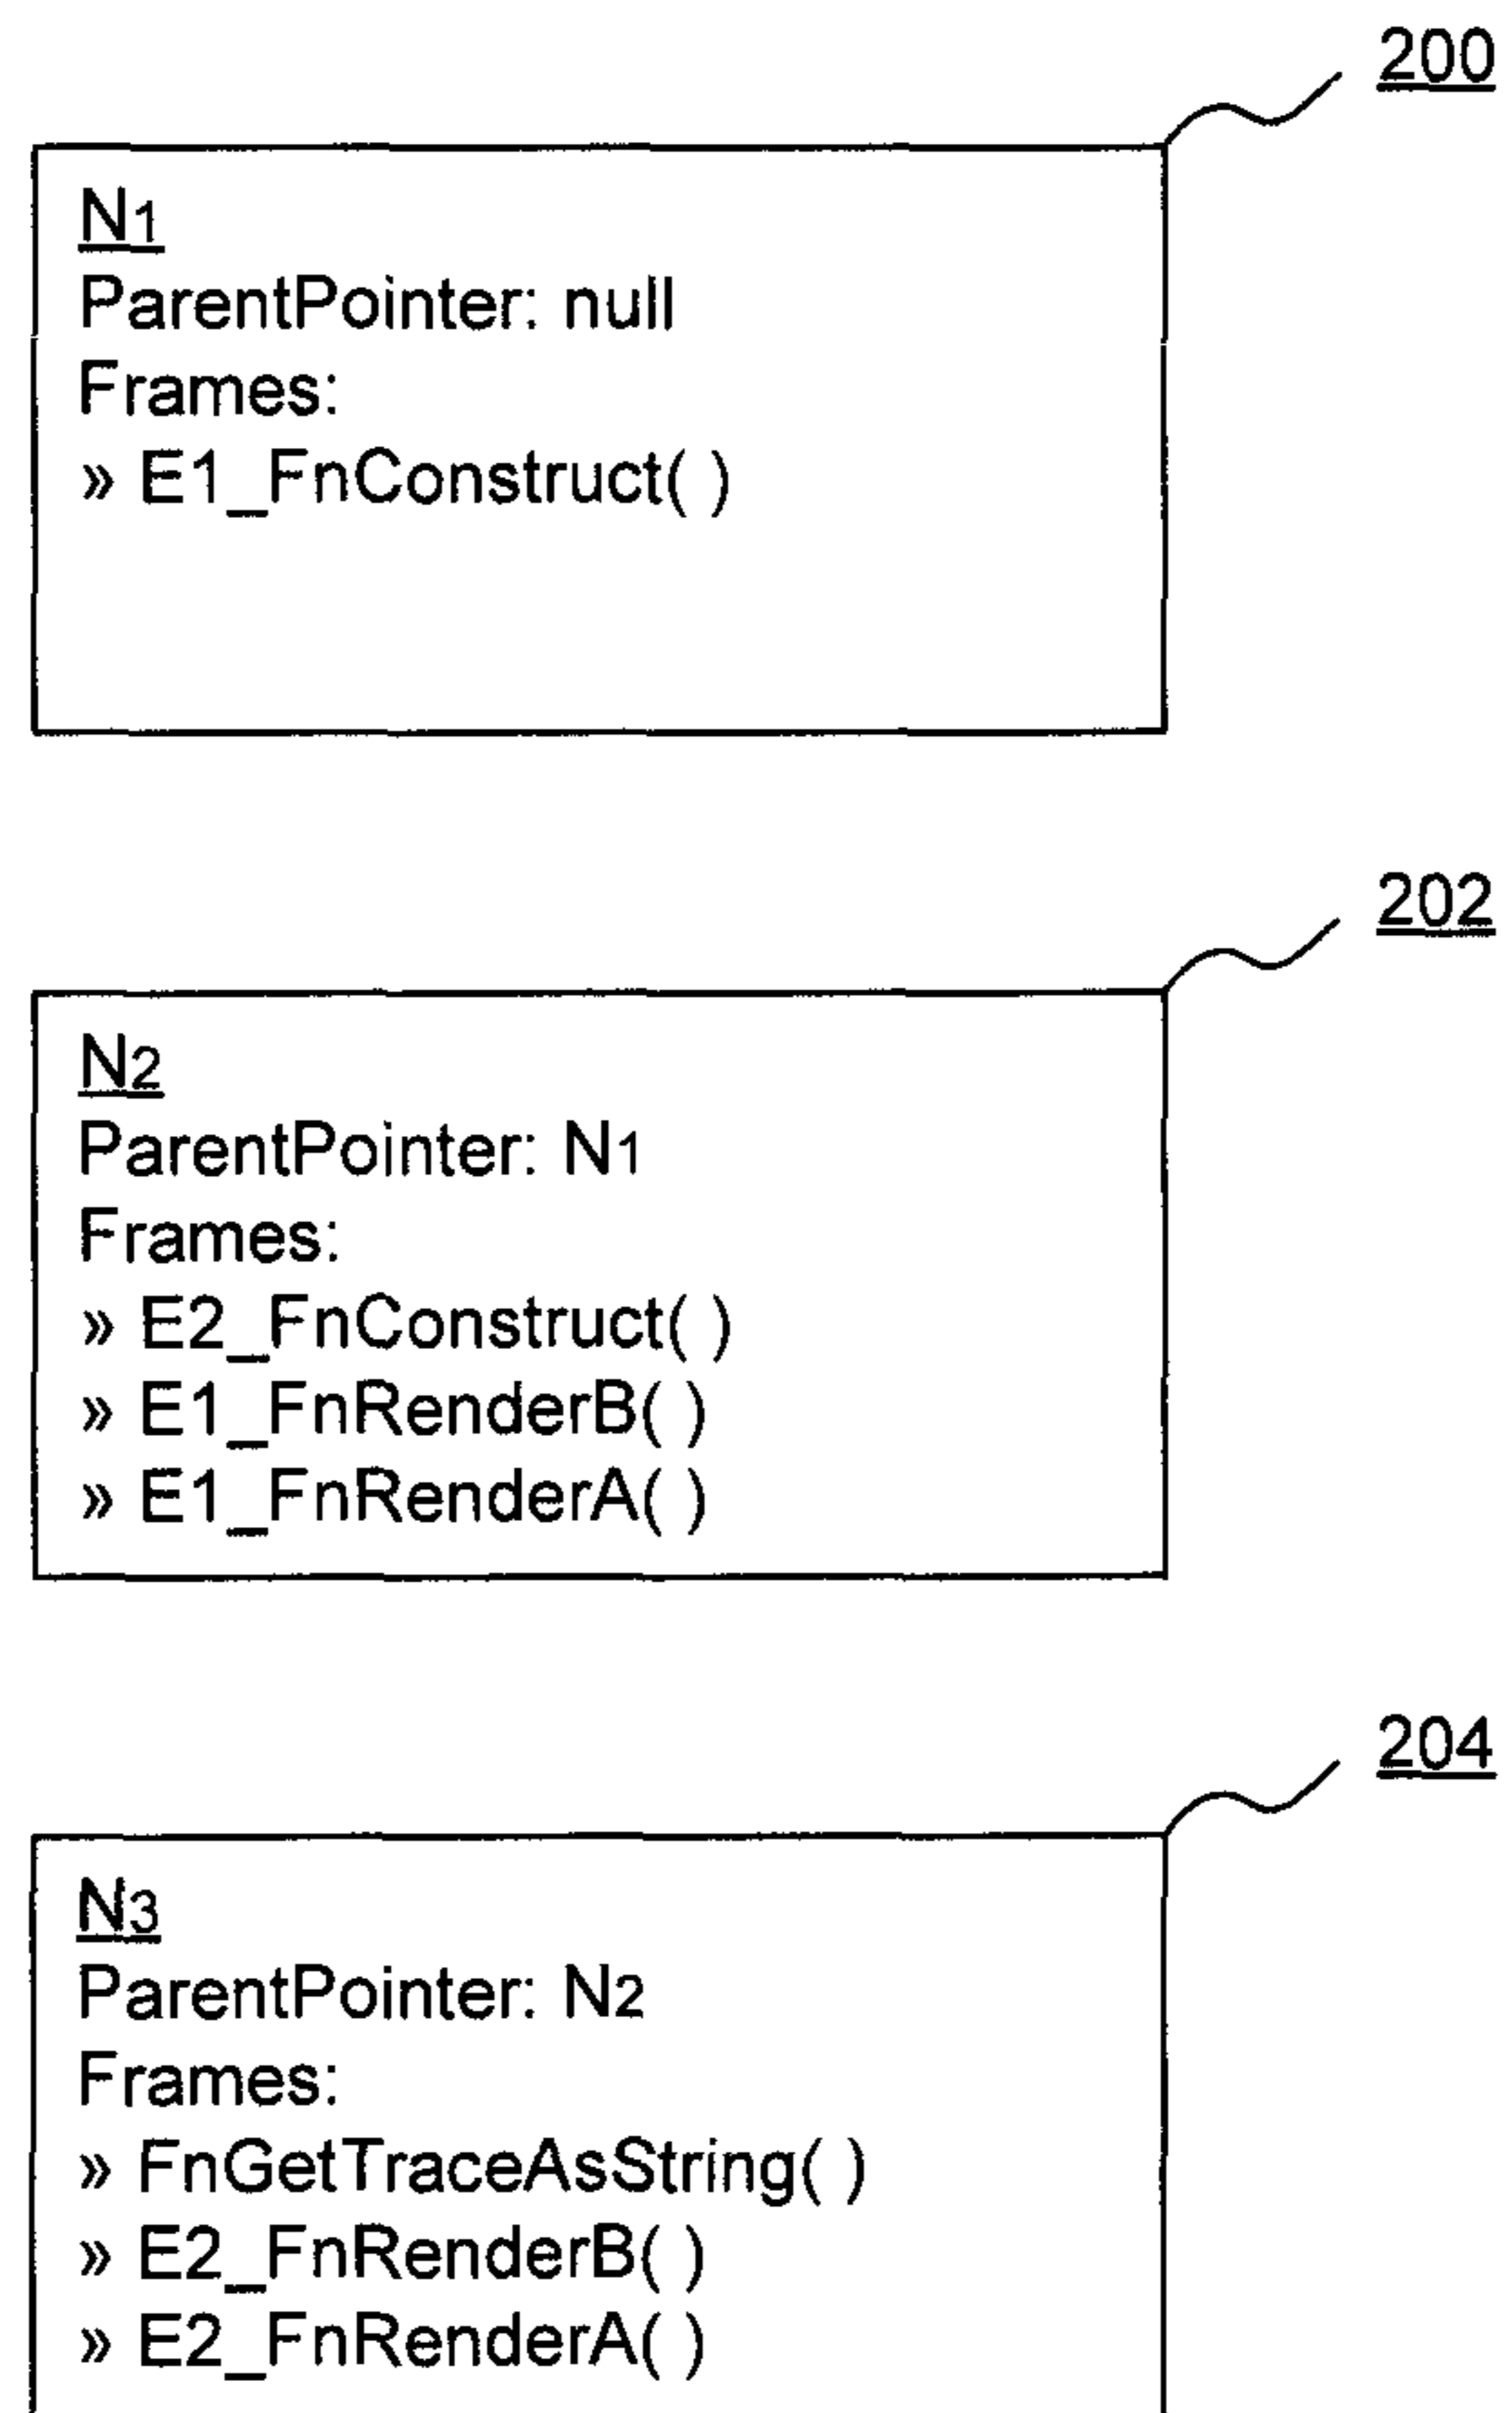 200
N1
ParentPointer: null
Frames:
» E1_FnConstruct( )
202
N2
ParentPointer: N1
Frames:
» E2_FnConstruct( )
» E1_FnRenderB( )
» E1_FnRenderA( )
204
N3
ParentPointer: N2
Frames:
» FnGetTraceAsString( )
» E2_FnRenderB( )
» E2_FnRenderA( )